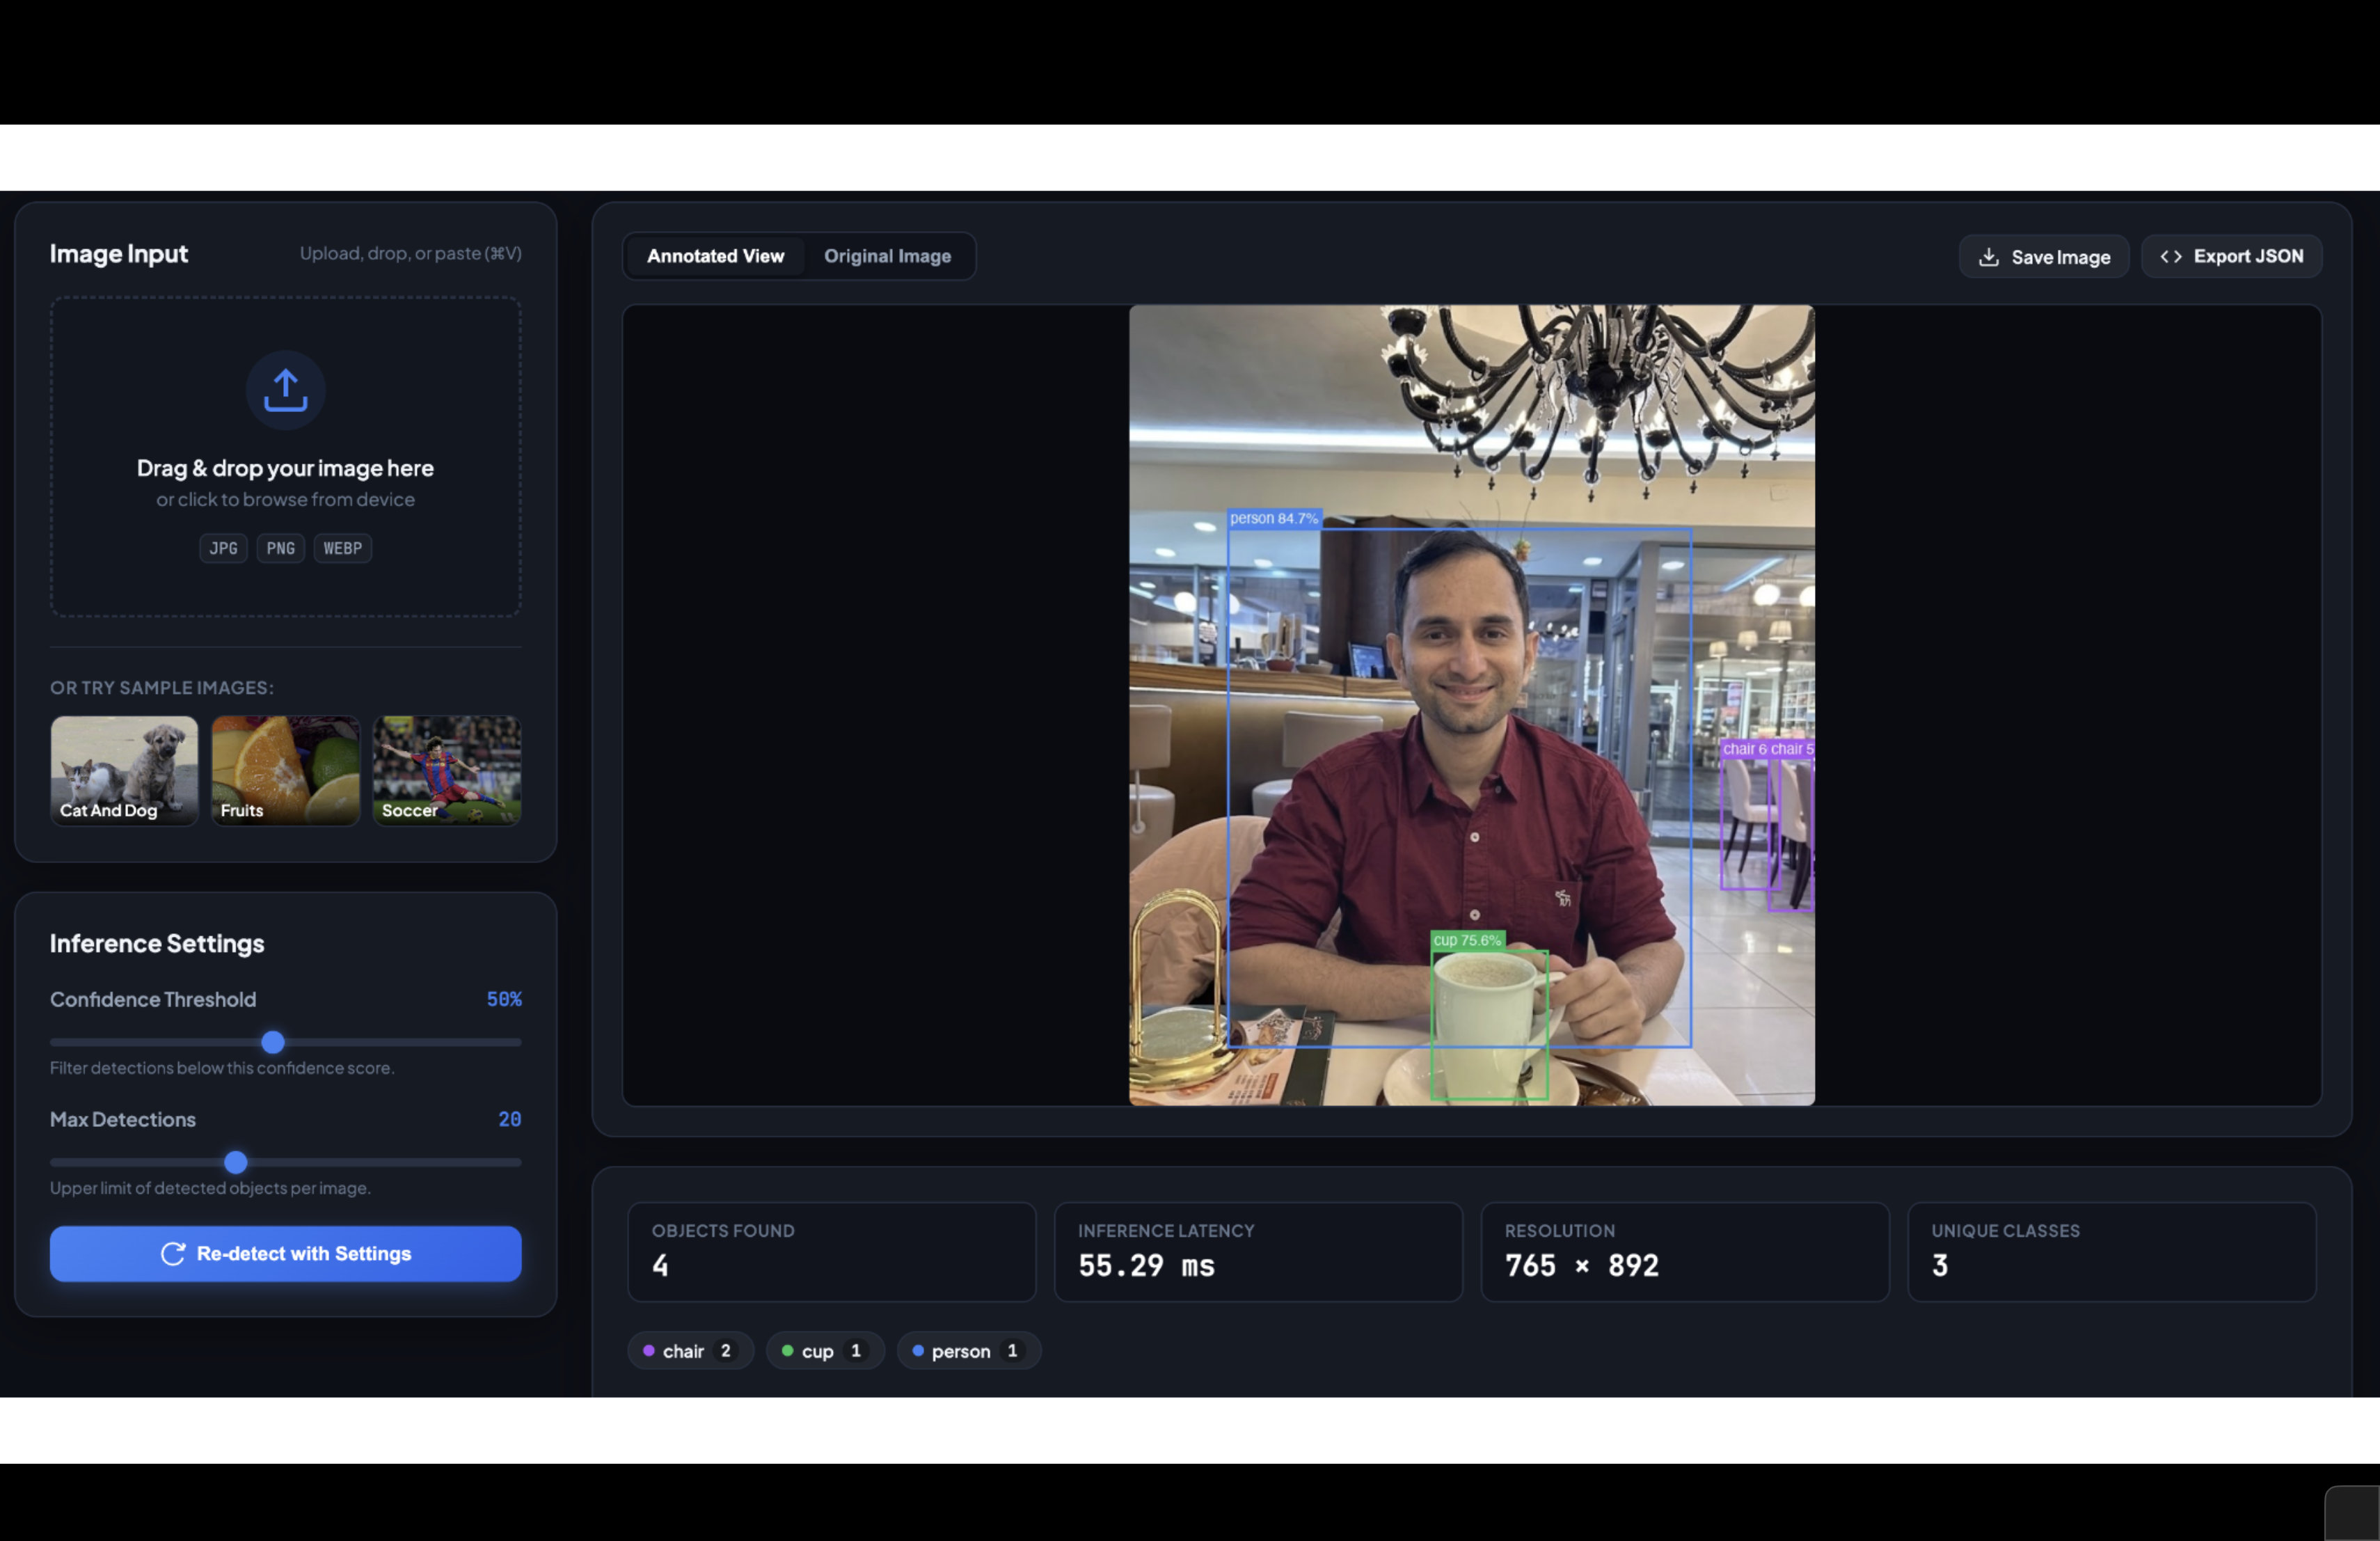 Image Input
Upload, drop, or paste (⌘V)
Drag & drop your image here
or click to browse from device
JPG PNG WEBP
OR TRY SAMPLE IMAGES:
Cat And Dog
Fruits
Soccer
Inference Settings
Confidence Threshold 50%
Filter detections below this confidence score.
Max Detections 20
Upper limit of detected objects per image.
Re-detect with Settings
Annotated View
Original Image
Save Image
Export JSON
person 84.7%
chair 6
chair 5
cup 75.6%
OBJECTS FOUND
4
INFERENCE LATENCY
55.29 ms
RESOLUTION
765 × 892
UNIQUE CLASSES
3
chair 2
cup 1
person 1